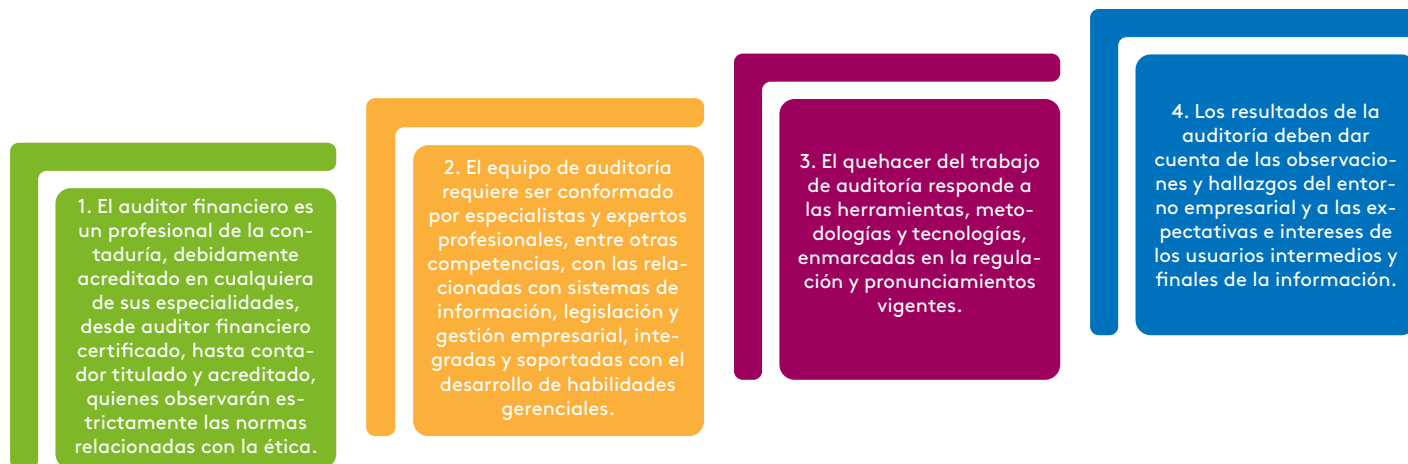 1. El auditor financiero es
un profesional de la con-
taduría, debidamente
acreditado en cualquiera
de sus especialidades,
desde auditor financiero
certificado, hasta conta-
dor titulado y acreditado,
quienes observarán es-
trictamente las normas
relacionadas con la ética.
2. El equipo de auditoría
requiere ser conformado
por especialistas y expertos
profesionales, entre otras
competencias, con las rela-
cionadas con sistemas de
información, legislación y
gestión empresarial, inte-
gradas y soportadas con el
desarrollo de habilidades
gerenciales.
3. El quehacer del trabajo
de auditoría responde a
las herramientas, meto-
dologías y tecnologías,
enmarcadas en la regula-
ción y pronunciamientos
vigentes.
4. Los resultados de la
auditoría deben dar
cuenta de las observacio-
nes y hallazgos del entor-
no empresarial y a las ex-
pectativas e intereses de
los usuarios intermedios y
finales de la información.